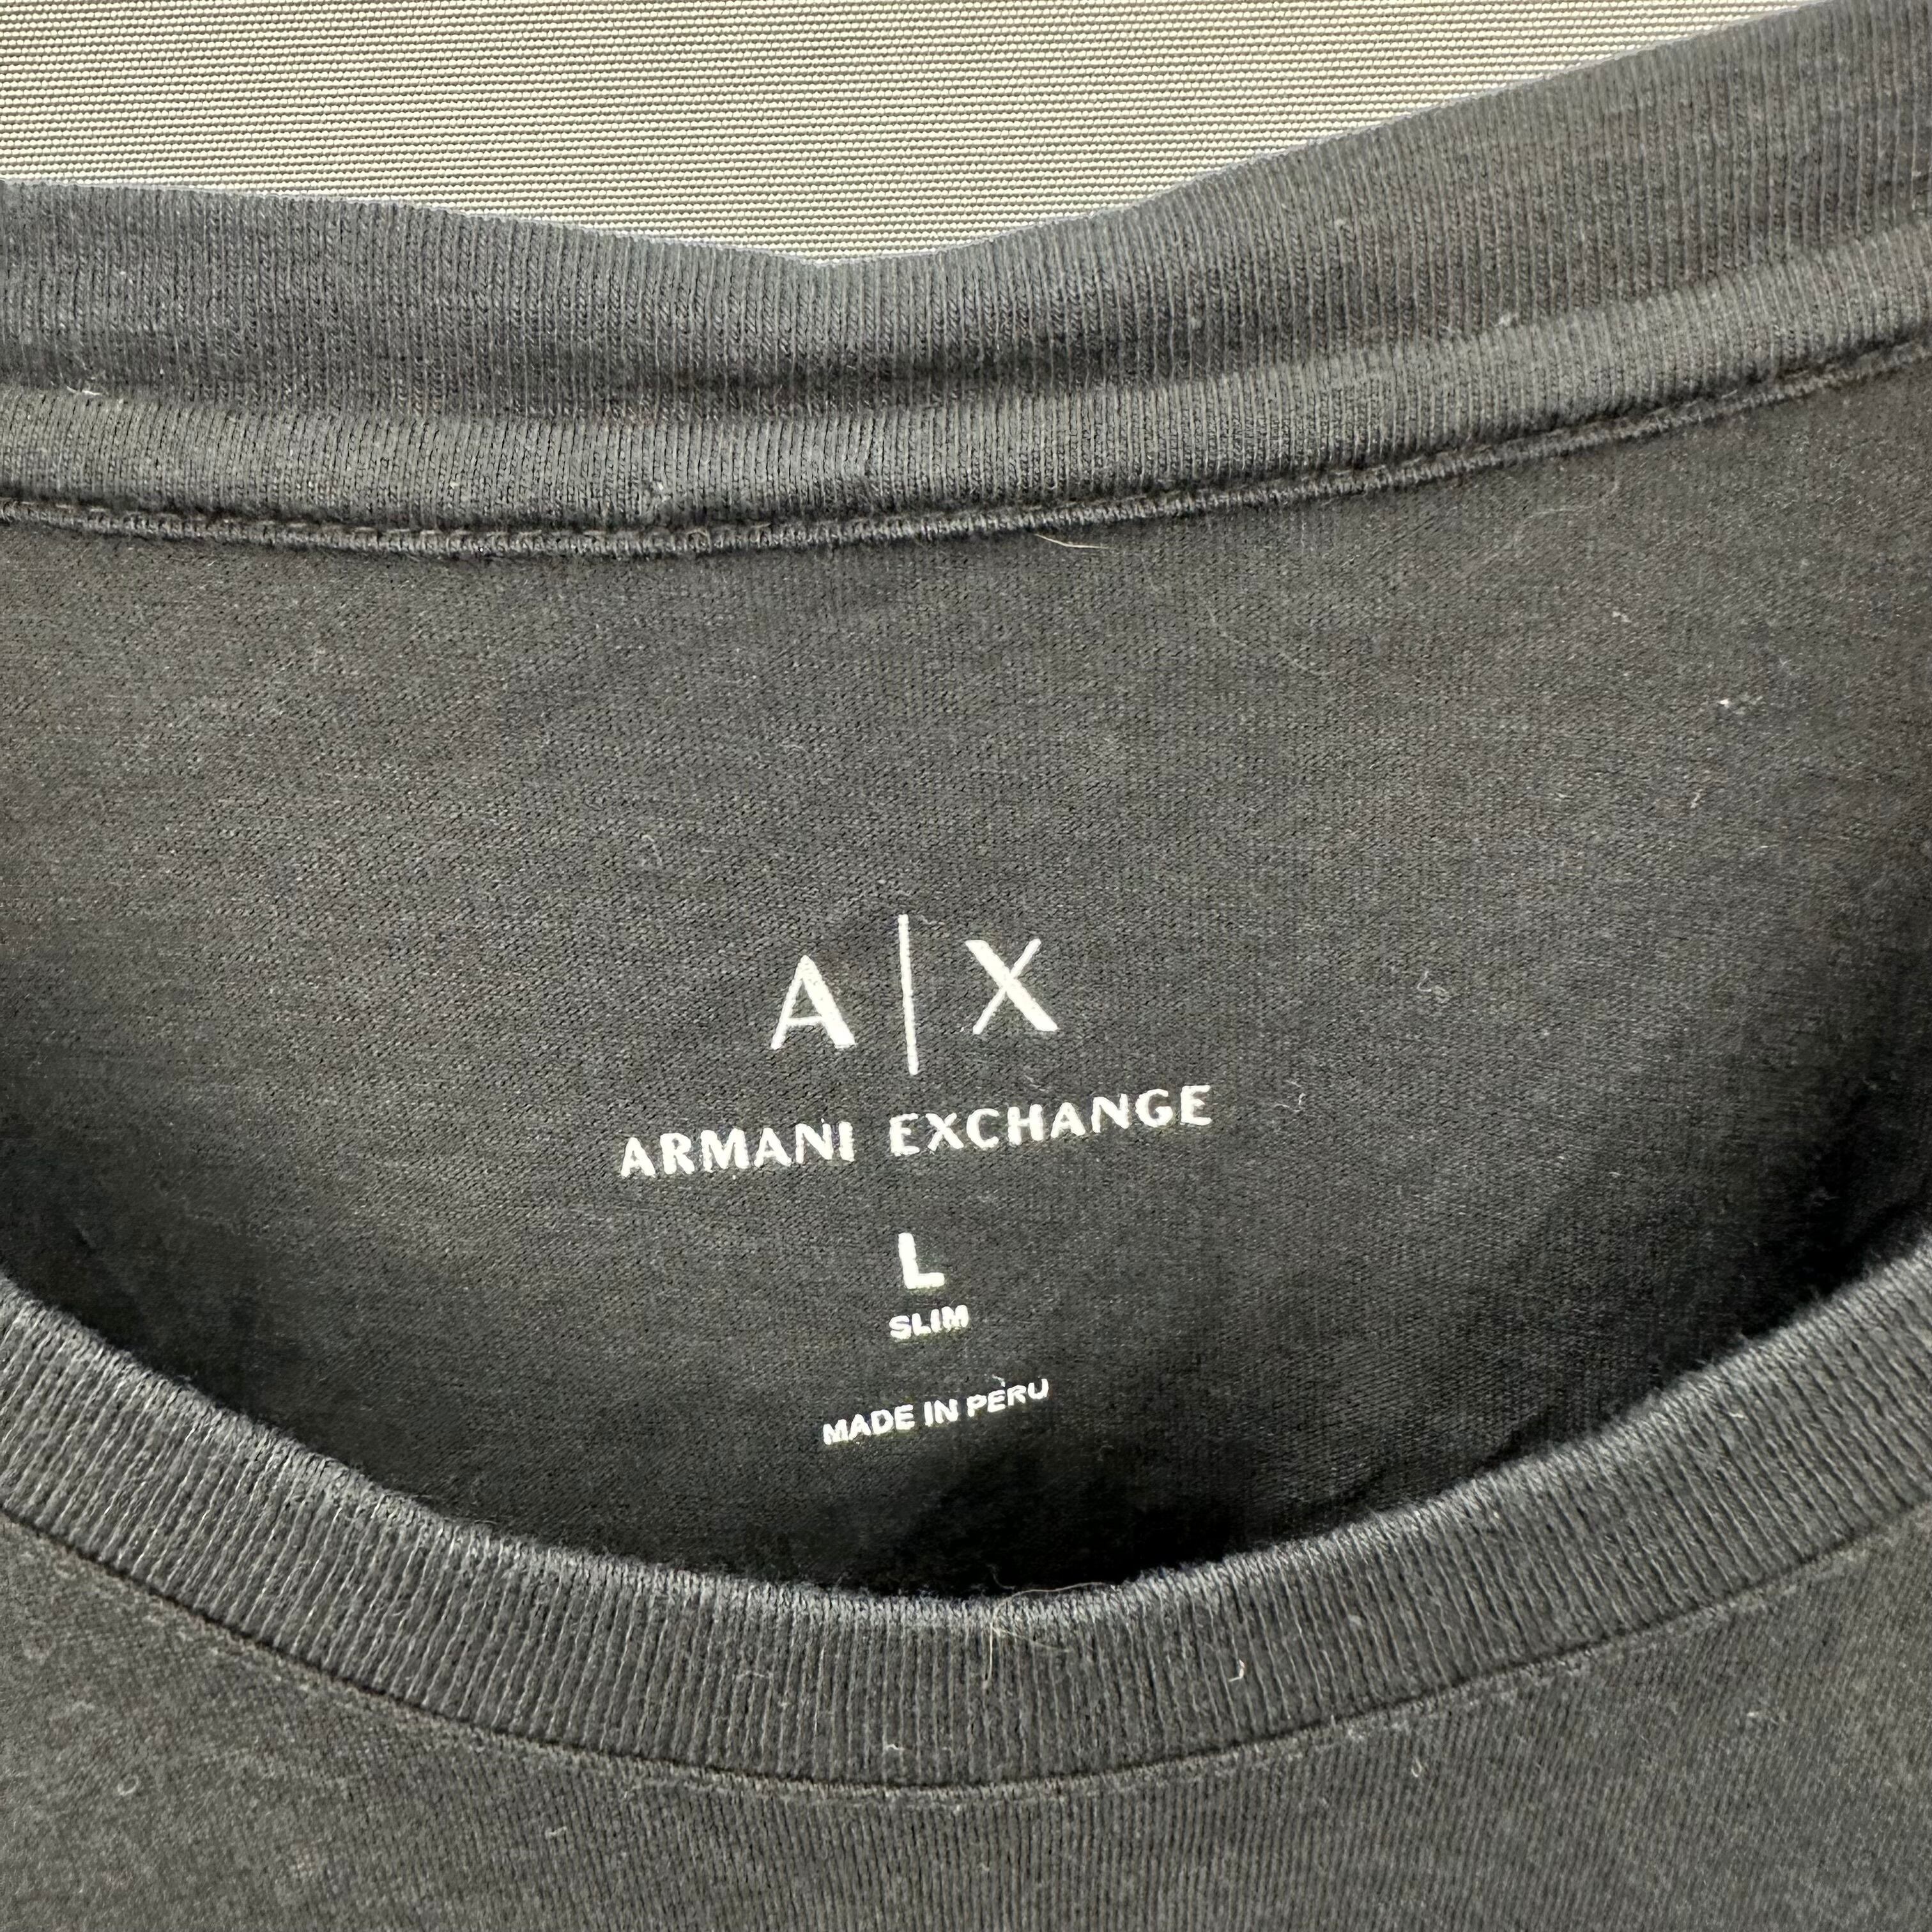 A|X
ARMANI EXCHANGE
L
SLIM
MADE IN PERU